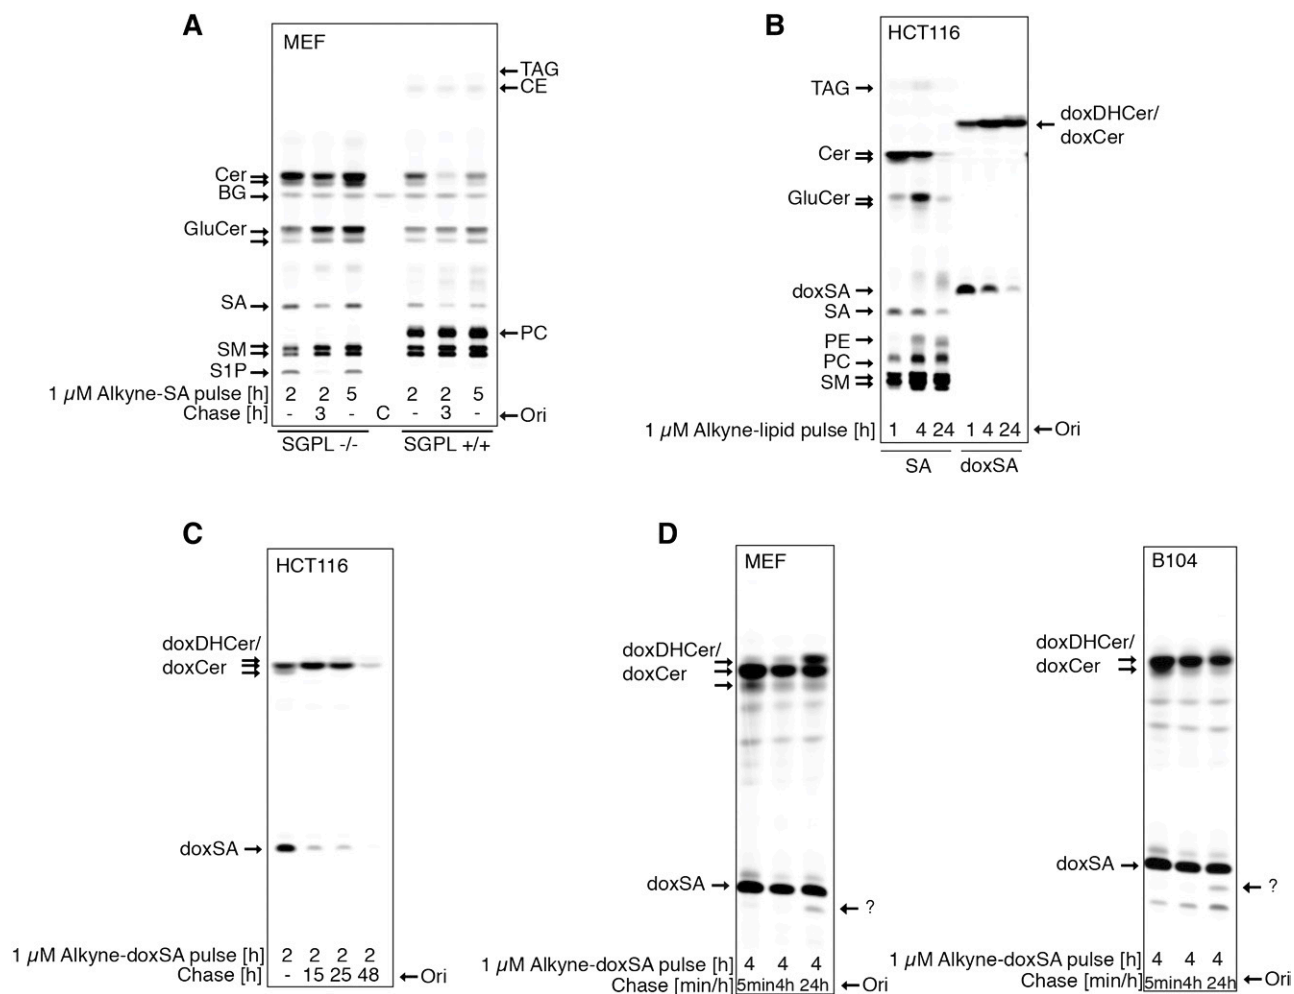 A
MEF
←TAG
←CE
Cer
BG→
GluCer
SA→
←PC
SM
S1P→
1 μM Alkyne-SA pulse [h] 2 2 5 2 2 5
Chase [h] - 3 - C - 3 - ←Ori
SGPL -/- SGPL +/+
B
HCT116
TAG →
← doxDHCer/
doxCer
Cer
GluCer
doxSA →
SA →
PE →
PC →
SM
1 μM Alkyne-lipid pulse [h] 1 4 24 1 4 24 ←Ori
SA doxSA
C
HCT116
doxDHCer/
doxCer
doxSA →
1 μM Alkyne-doxSA pulse [h] 2 2 2 2
Chase [h] - 15 25 48 ←Ori
D
MEF
doxDHCer/
doxCer
doxSA →
← ?
1 μM Alkyne-doxSA pulse [h] 4 4 4
Chase [min/h] 5min 4h 24h ←Ori
B104
doxDHCer/
doxCer
doxSA →
← ?
1 μM Alkyne-doxSA pulse [h] 4 4 4
Chase [min/h] 5min 4h 24h ←Ori